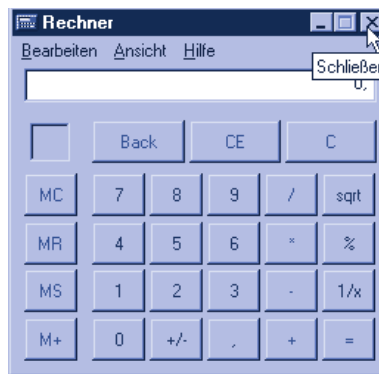 Rechner
Bearbeiten Ansicht Hilfe
Schließen
0,
Back CE C
MC 7 8 9 / sqrt
MR 4 5 6 * %
MS 1 2 3 - 1/x
M+ 0 +/- , + =